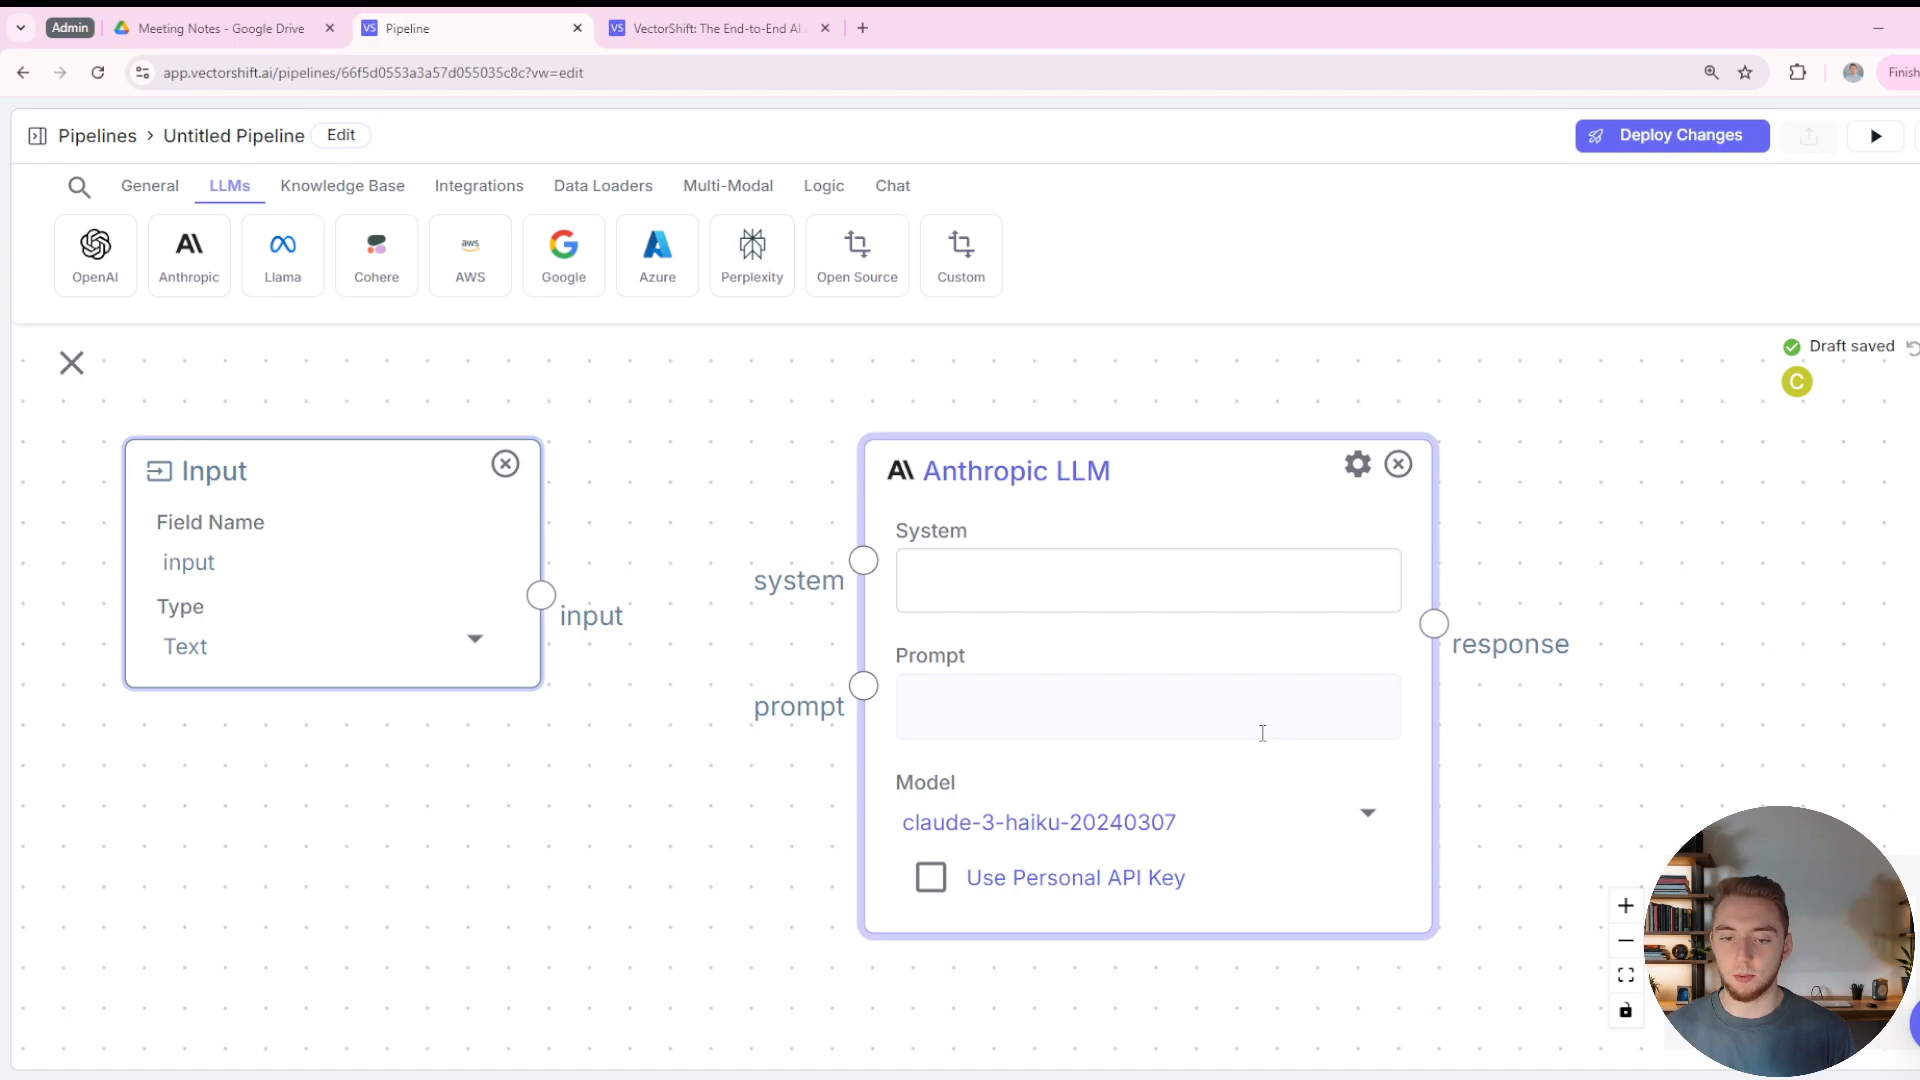 Admin
Meeting Notes - Google Drive
VS
Pipeline
VS
VectorShift: The End-to-End AI
app.vectorshift.ai/pipelines/66f5d0553a3a57d055035c8c?vw=edit
Finish
Pipelines > Untitled Pipeline
Edit
Deploy Changes
General
LLMs
Knowledge Base
Integrations
Data Loaders
Multi-Modal
Logic
Chat
OpenAI
Anthropic
Llama
Cohere
aws
AWS
Google
Azure
Perplexity
Open Source
Custom
Draft saved
C
Input
Field Name
input
Type
Text
input
Anthropic LLM
System
system
Prompt
prompt
response
Model
claude-3-haiku-20240307
Use Personal API Key